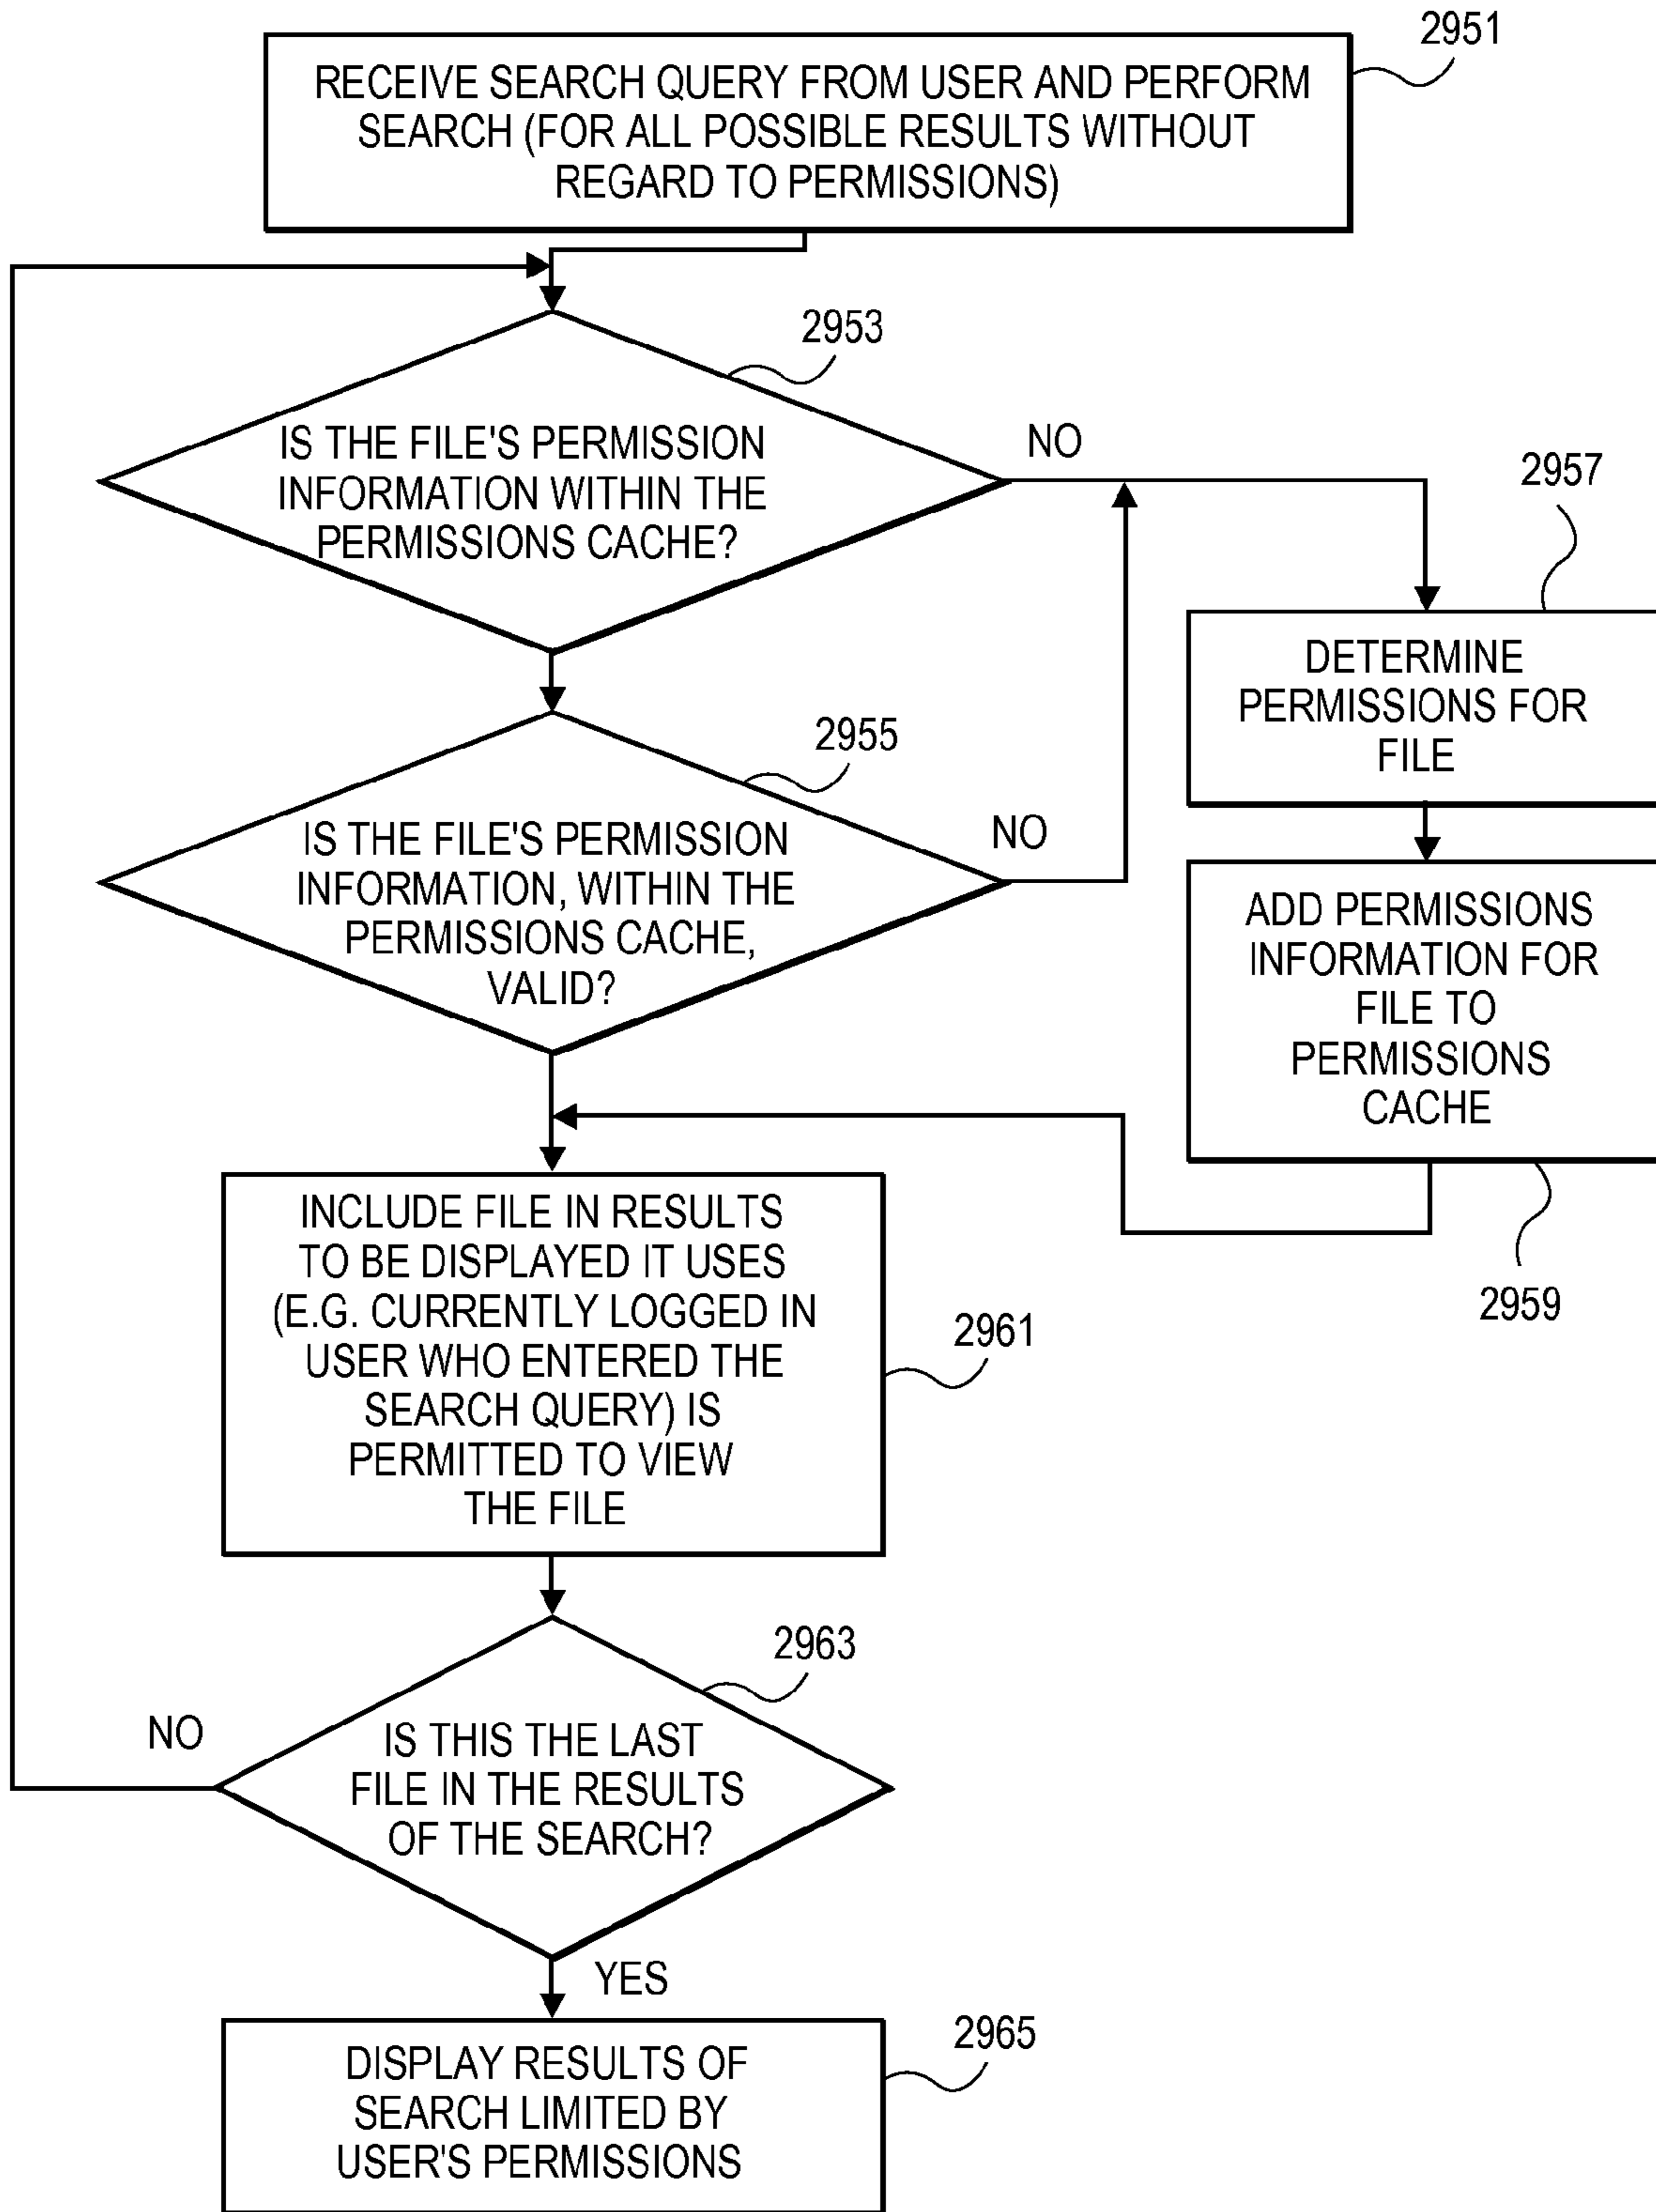 2951
RECEIVE SEARCH QUERY FROM USER AND PERFORM
SEARCH (FOR ALL POSSIBLE RESULTS WITHOUT
REGARD TO PERMISSIONS)
2953
IS THE FILE'S PERMISSION
INFORMATION WITHIN THE
PERMISSIONS CACHE?
NO
2957
DETERMINE
PERMISSIONS FOR
FILE
2955
IS THE FILE'S PERMISSION
INFORMATION, WITHIN THE
PERMISSIONS CACHE,
VALID?
NO
ADD PERMISSIONS
INFORMATION FOR
FILE TO
PERMISSIONS
CACHE
2959
INCLUDE FILE IN RESULTS
TO BE DISPLAYED IT USES
(E.G. CURRENTLY LOGGED IN
USER WHO ENTERED THE
SEARCH QUERY) IS
PERMITTED TO VIEW
THE FILE
2961
2963
NO
IS THIS THE LAST
FILE IN THE RESULTS
OF THE SEARCH?
YES
2965
DISPLAY RESULTS OF
SEARCH LIMITED BY
USER'S PERMISSIONS